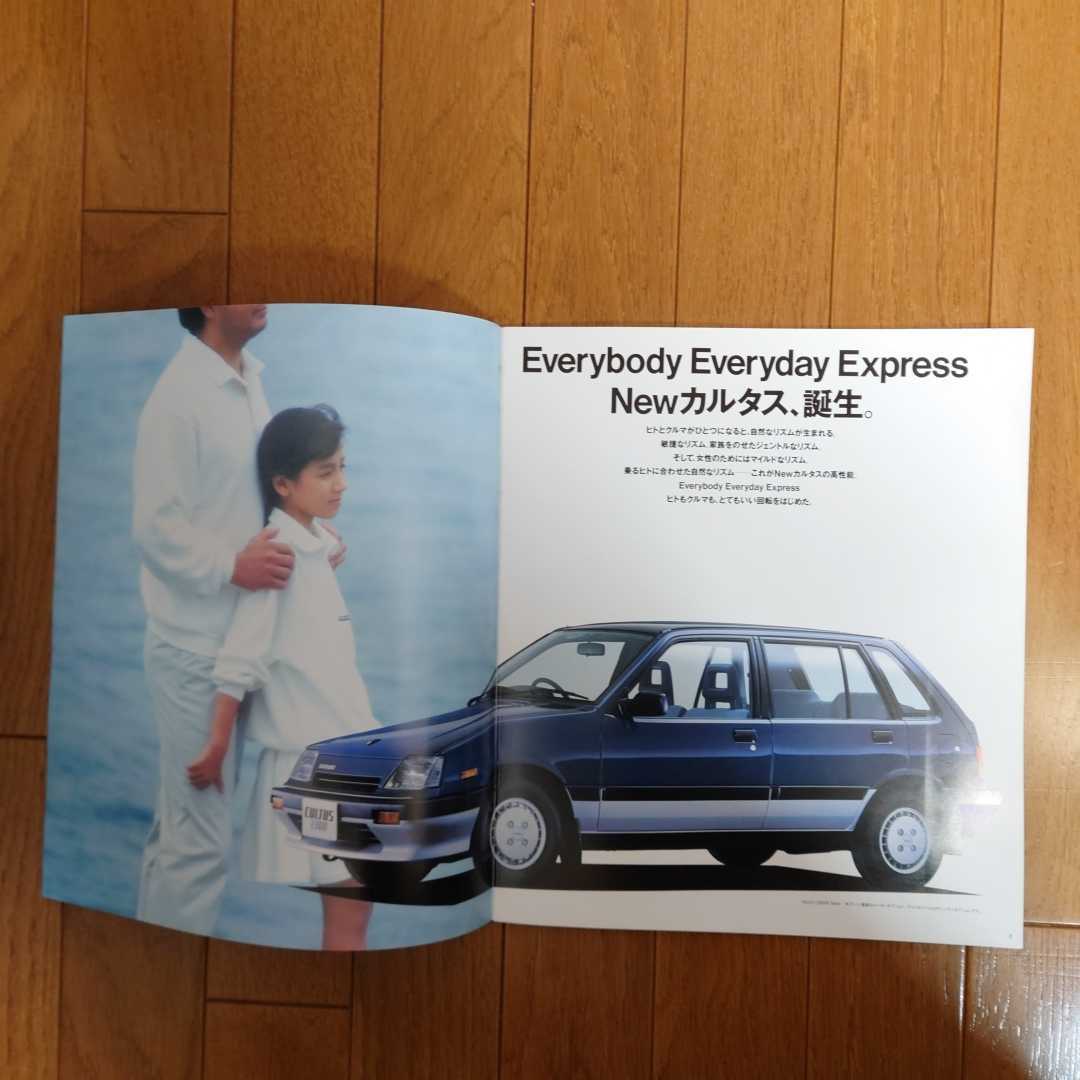 Everybody Everyday Express
Newカルタス、誕生。
ヒトとクルマがひとつになると、自然なリズムが生まれる。
敏捷なリズム、家族をのせたジェントルなリズム、
そして、女性のためにはマイルドなリズム。
乗るヒトに合わせた自然なリズム——これがNewカルタスの高性能。
Everybody Everyday Express
ヒトもクルマも、とてもいい回転をはじめた。
SUZUKI
CULTUS
1300